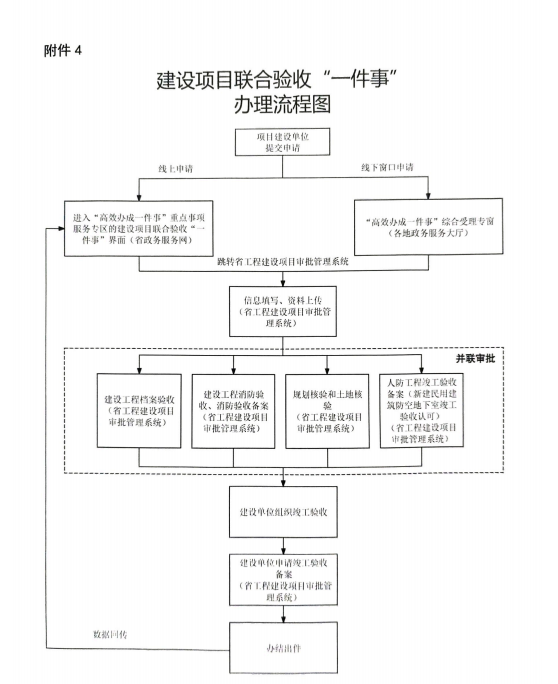 附件 4
建设项目联合验收“一件事”
办理流程图
项目建设单位
提交申请
线上申请
线下窗口申请
进入“高效办成一件事”重点事项
服务专区的建设项目联合验收“一
件事”界面（省政务服务网）
“高效办成一件事”综合受理专窗
（各地政务服务大厅）
跳转省工程建设项目审批管理系统
信息填写、资料上传
（省工程建设项目审批管
理系统）
并联审批
建设工程档案验收
（省工程建设项目
审批管理系统）
建设工程消防验
收、消防验收备案
（省工程建设项目
审批管理系统）
规划核验和土地核
验
（省工程建设项目
审批管理系统）
人防工程竣工验收
备案（新建民用建
筑防空地下室竣工
验收认可）
（省工程建设项目
审批管理系统）
建设单位组织竣工验收
建设单位申请竣工验收
备案
（省工程建设项目审批管
理系统）
数据回传
办结出件